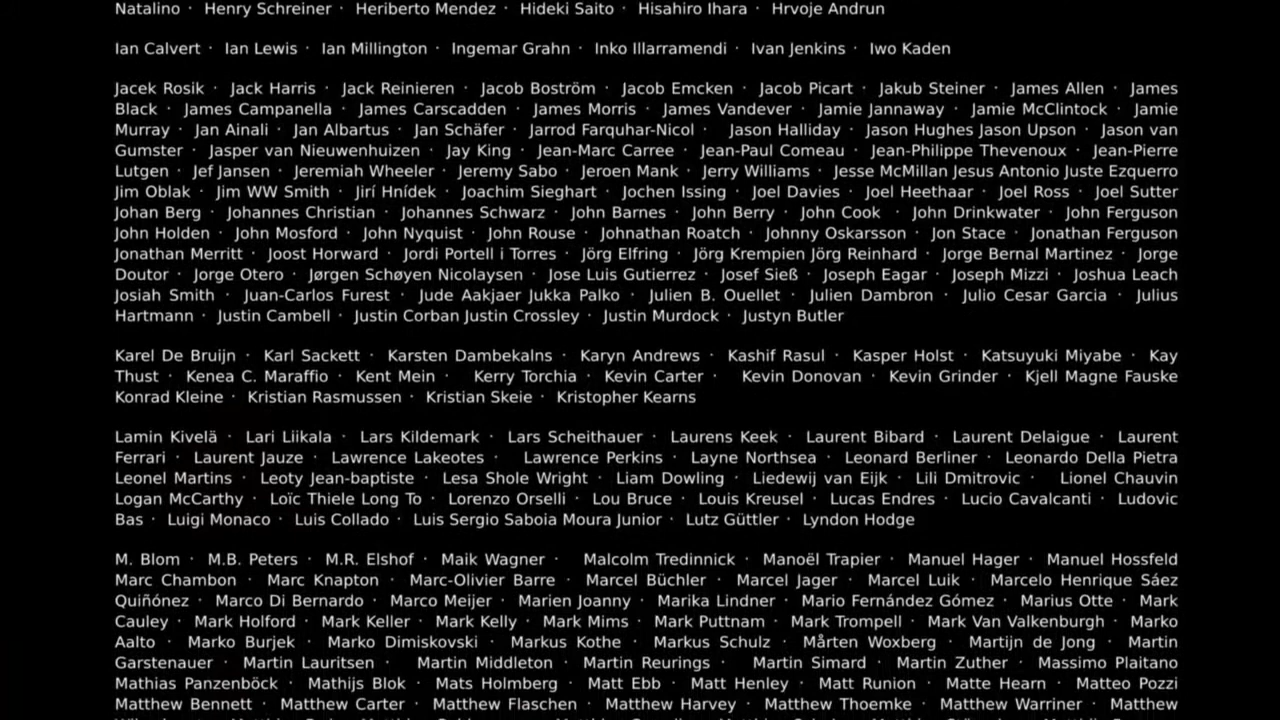 Natalino · Henry Schreiner · Heriberto Mendez · Hideki Saito · Hisahiro Ihara · Hrvoje Andrun
Ian Calvert · Ian Lewis · Ian Millington · Ingemar Grahn · Inko Illarramendi · Ivan Jenkins · Iwo Kaden
Jacek Rosik · Jack Harris · Jack Reinieren · Jacob Boström · Jacob Emcken · Jacob Picart · Jakub Steiner · James Allen · James
Black · James Campanella · James Carscadden · James Morris · James Vandever · Jamie Jannaway · Jamie McClintock · Jamie
Murray · Jan Ainali · Jan Albartus · Jan Schäfer · Jarrod Farquhar-Nicol · Jason Halliday · Jason Hughes Jason Upson · Jason van
Gumster · Jasper van Nieuwenhuizen · Jay King · Jean-Marc Carree · Jean-Paul Comeau · Jean-Philippe Thevenoux · Jean-Pierre
Lutgen · Jef Jansen · Jeremiah Wheeler · Jeremy Sabo · Jeroen Mank · Jerry Williams · Jesse McMillan Jesus Antonio Juste Ezquerro
Jim Oblak · Jim WW Smith · Jirí Hnídek · Joachim Sieghart · Jochen Issing · Joel Davies · Joel Heethaar · Joel Ross · Joel Sutter
Johan Berg · Johannes Christian · Johannes Schwarz · John Barnes · John Berry · John Cook · John Drinkwater · John Ferguson
John Holden · John Mosford · John Nyquist · John Rouse · Johnathan Roatch · Johnny Oskarsson · Jon Stace · Jonathan Ferguson
Jonathan Merritt · Joost Horward · Jordi Portell i Torres · Jörg Elfring · Jörg Krempien Jörg Reinhard · Jorge Bernal Martinez · Jorge
Doutor · Jorge Otero · Jørgen Schøyen Nicolaysen · Jose Luis Gutierrez · Josef Sieß · Joseph Eagar · Joseph Mizzi · Joshua Leach
Josiah Smith · Juan-Carlos Furest · Jude Aakjaer Jukka Palko · Julien B. Ouellet · Julien Dambron · Julio Cesar Garcia · Julius
Hartmann · Justin Cambell · Justin Corban Justin Crossley · Justin Murdock · Justyn Butler
Karel De Bruijn · Karl Sackett · Karsten Dambekalns · Karyn Andrews · Kashif Rasul · Kasper Holst · Katsuyuki Miyabe · Kay
Thust · Kenea C. Maraffio · Kent Mein · Kerry Torchia · Kevin Carter · Kevin Donovan · Kevin Grinder · Kjell Magne Fauske
Konrad Kleine · Kristian Rasmussen · Kristian Skeie · Kristopher Kearns
Lamin Kivelä · Lari Liikala · Lars Kildemark · Lars Scheithauer · Laurens Keek · Laurent Bibard · Laurent Delaigue · Laurent
Ferrari · Laurent Jauze · Lawrence Lakeotes · Lawrence Perkins · Layne Northsea · Leonard Berliner · Leonardo Della Pietra
Leonel Martins · Leoty Jean-baptiste · Lesa Shole Wright · Liam Dowling · Liedewij van Eijk · Lili Dmitrovic · Lionel Chauvin
Logan McCarthy · Loïc Thiele Long To · Lorenzo Orselli · Lou Bruce · Louis Kreusel · Lucas Endres · Lucio Cavalcanti · Ludovic
Bas · Luigi Monaco · Luis Collado · Luis Sergio Saboia Moura Junior · Lutz Güttler · Lyndon Hodge
M. Blom · M.B. Peters · M.R. Elshof · Maik Wagner · Malcolm Tredinnick · Manoël Trapier · Manuel Hager · Manuel Hossfeld
Marc Chambon · Marc Knapton · Marc-Olivier Barre · Marcel Büchler · Marcel Jager · Marcel Luik · Marcelo Henrique Sáez
Quiñónez · Marco Di Bernardo · Marco Meijer · Marien Joanny · Marika Lindner · Mario Fernández Gómez · Marius Otte · Mark
Cauley · Mark Holford · Mark Keller · Mark Kelly · Mark Mims · Mark Puttnam · Mark Trompell · Mark Van Valkenburgh · Marko
Aalto · Marko Burjek · Marko Dimiskovski · Markus Kothe · Markus Schulz · Mårten Woxberg · Martijn de Jong · Martin
Garstenauer · Martin Lauritsen · Martin Middleton · Martin Reurings · Martin Simard · Martin Zuther · Massimo Plaitano
Mathias Panzenböck · Mathijs Blok · Mats Holmberg · Matt Ebb · Matt Henley · Matt Runion · Matte Hearn · Matteo Pozzi
Matthew Bennett · Matthew Carter · Matthew Flaschen · Matthew Harvey · Matthew Thoemke · Matthew Warriner · Matthew